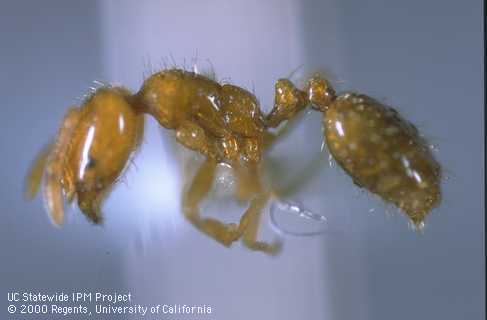 UC Statewide IPM Project
© 2000 Regents, University of California